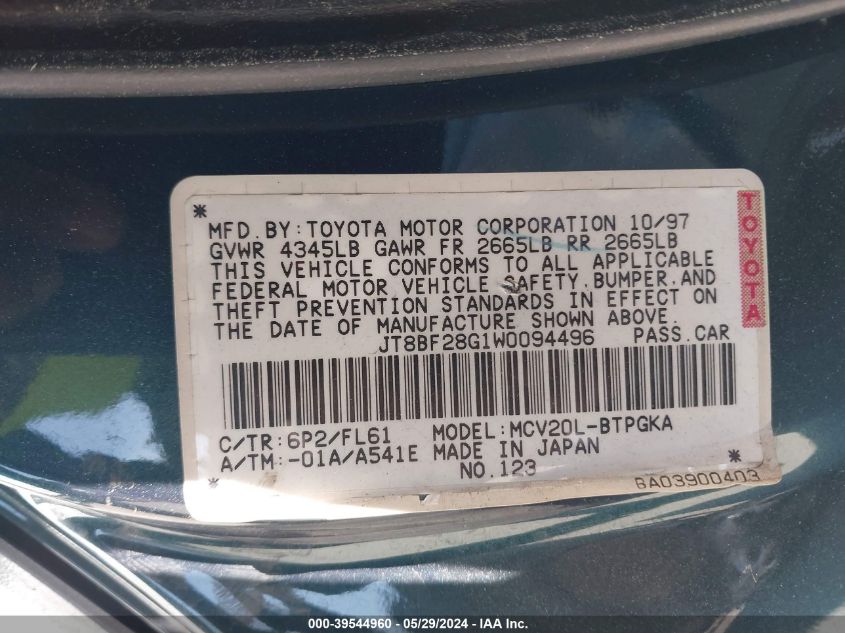 *
MFD.BY:TOYOTA MOTOR CORPORATION 10/97
GVWR 4345LB GAWR FR 2665LB RR 2665LB
THIS VEHICLE CONFORMS TO ALL APPLICABLE
FEDERAL MOTOR VEHICLE SAFETY,BUMPER,AND
THEFT PREVENTION STANDARDS IN EFFECT ON
THE DATE OF MANUFACTURE SHOWN ABOVE.
JT8BF28G1W0094496 PASS.CAR
C/TR:6P2/FL61 MODEL:MCV20L-BTPGKA
A/TM:-01A/A541E MADE IN JAPAN
* NO.123 *
6A03900403
TOYOTA
000-39544960 - 05/29/2024 - IAA Inc.